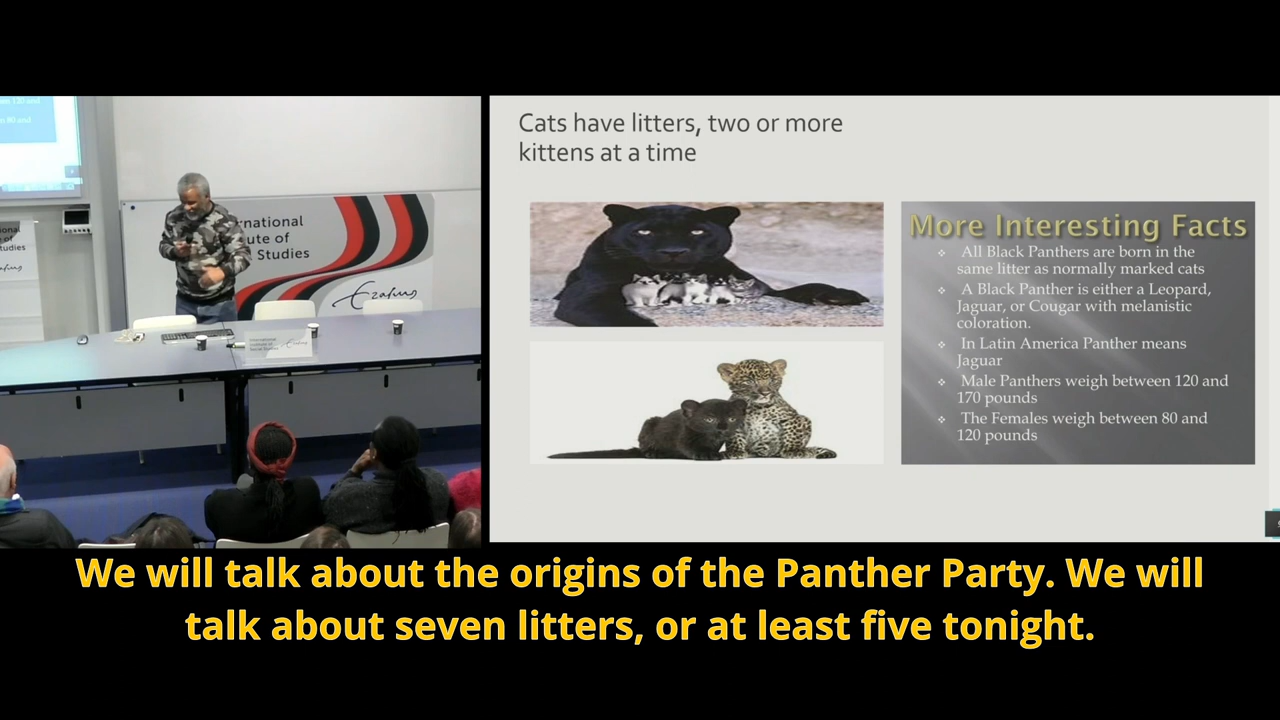 Cats have litters, two or more
kittens at a time
More Interesting Facts
❖ All Black Panthers are born in the
same litter as normally marked cats
❖ A Black Panther is either a Leopard,
Jaguar, or Cougar with melanistic
coloration.
❖ In Latin America Panther means
Jaguar
❖ Male Panthers weigh between 120 and
170 pounds
❖ The Females weigh between 80 and
120 pounds
rnational
ute of
Studies
Erasmus
We will talk about the origins of the Panther Party. We will
talk about seven litters, or at least five tonight.